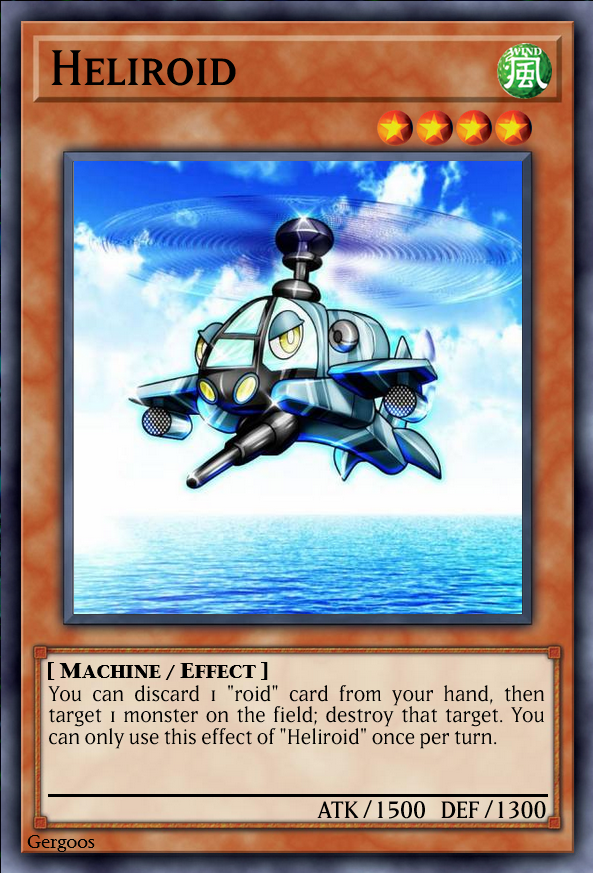 Heliroid
WIND
風
[ Machine / Effect ]
You can discard 1 "roid" card from your hand, then
target 1 monster on the field; destroy that target. You
can only use this effect of "Heliroid" once per turn.
ATK/1500 DEF/1300
Gergoos